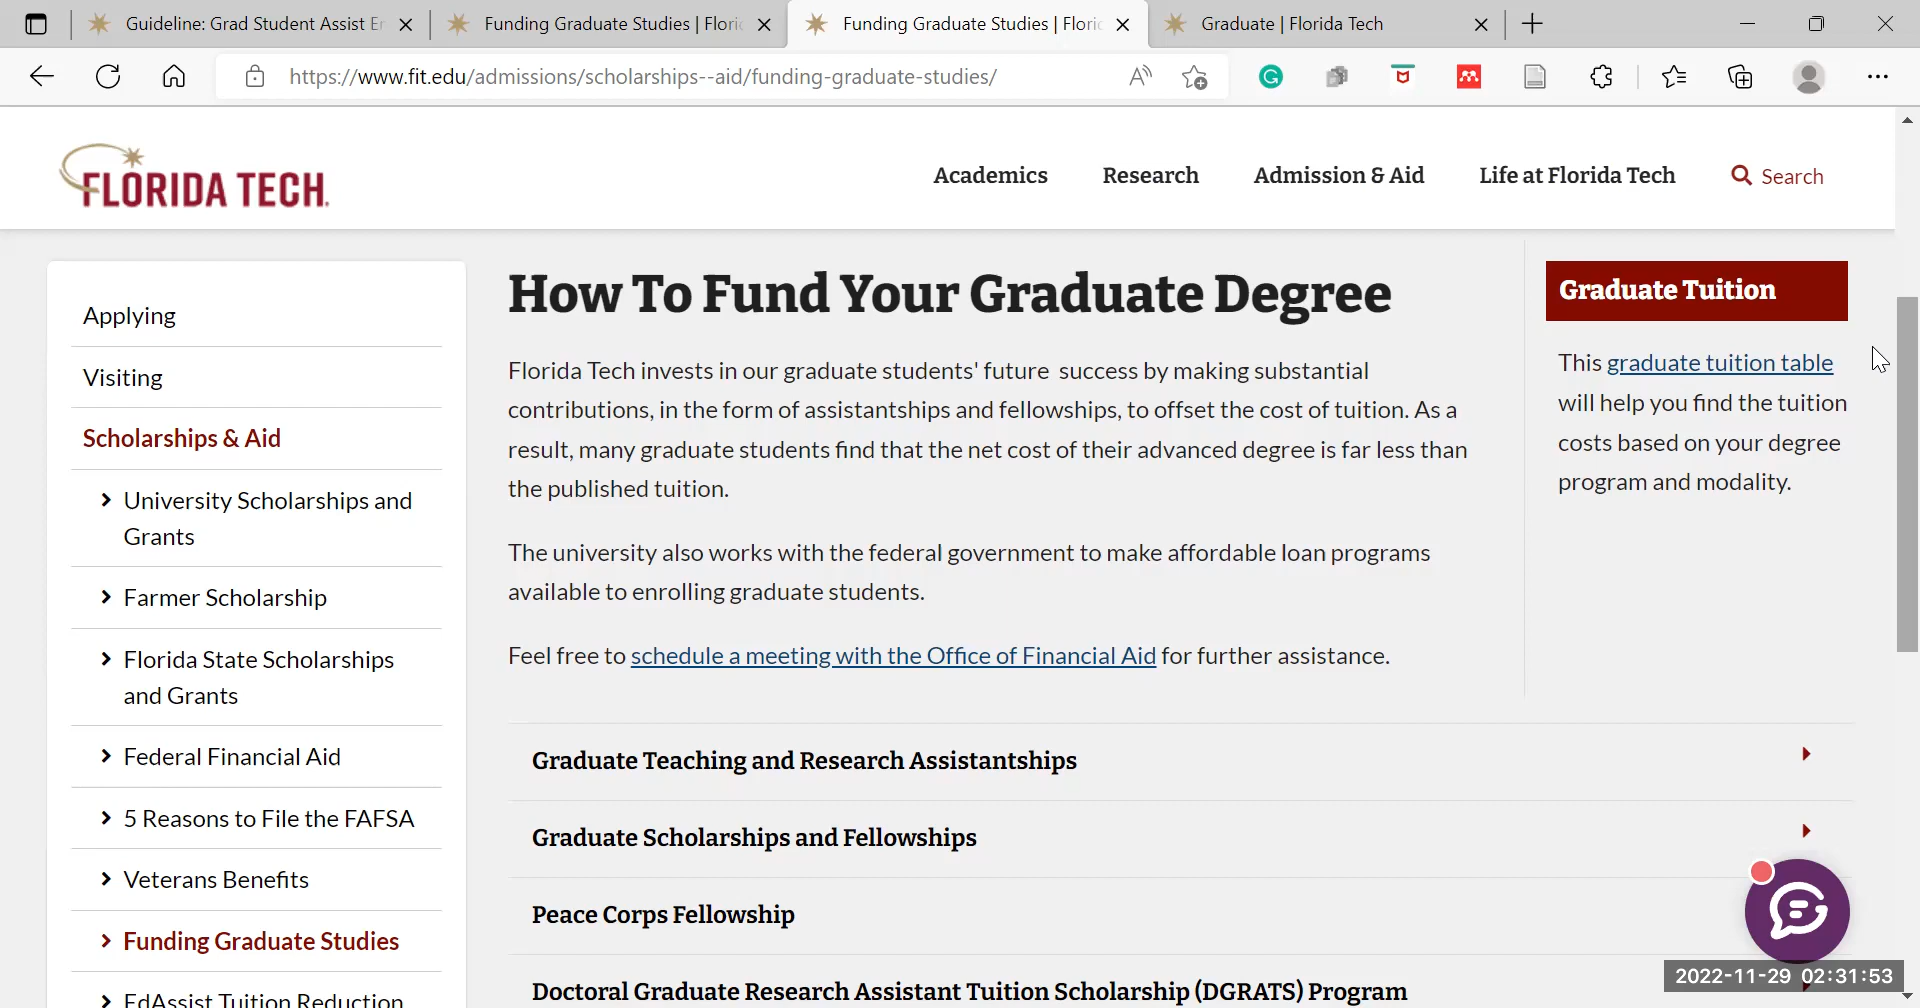 Guideline: Grad Student Assist
Funding Graduate Studies | Flori
Funding Graduate Studies | Flori
Graduate | Florida Tech
https://www.fit.edu/admissions/scholarships--aid/funding-graduate-studies/
FLORIDA TECH
Academics
Research
Admission & Aid
Life at Florida Tech
Search
Applying
Visiting
Scholarships & Aid
University Scholarships and
Grants
Farmer Scholarship
Florida State Scholarships
and Grants
Federal Financial Aid
5 Reasons to File the FAFSA
Veterans Benefits
Funding Graduate Studies
EdAssist Tuition Reduction
How To Fund Your Graduate Degree
Florida Tech invests in our graduate students' future success by making substantial
contributions, in the form of assistantships and fellowships, to offset the cost of tuition. As a
result, many graduate students find that the net cost of their advanced degree is far less than
the published tuition.
The university also works with the federal government to make affordable loan programs
available to enrolling graduate students.
Feel free to schedule a meeting with the Office of Financial Aid for further assistance.
Graduate Teaching and Research Assistantships
Graduate Scholarships and Fellowships
Peace Corps Fellowship
Doctoral Graduate Research Assistant Tuition Scholarship (DGRATS) Program
Graduate Tuition
This graduate tuition table
will help you find the tuition
costs based on your degree
program and modality.
2022-11-29 02:31:53